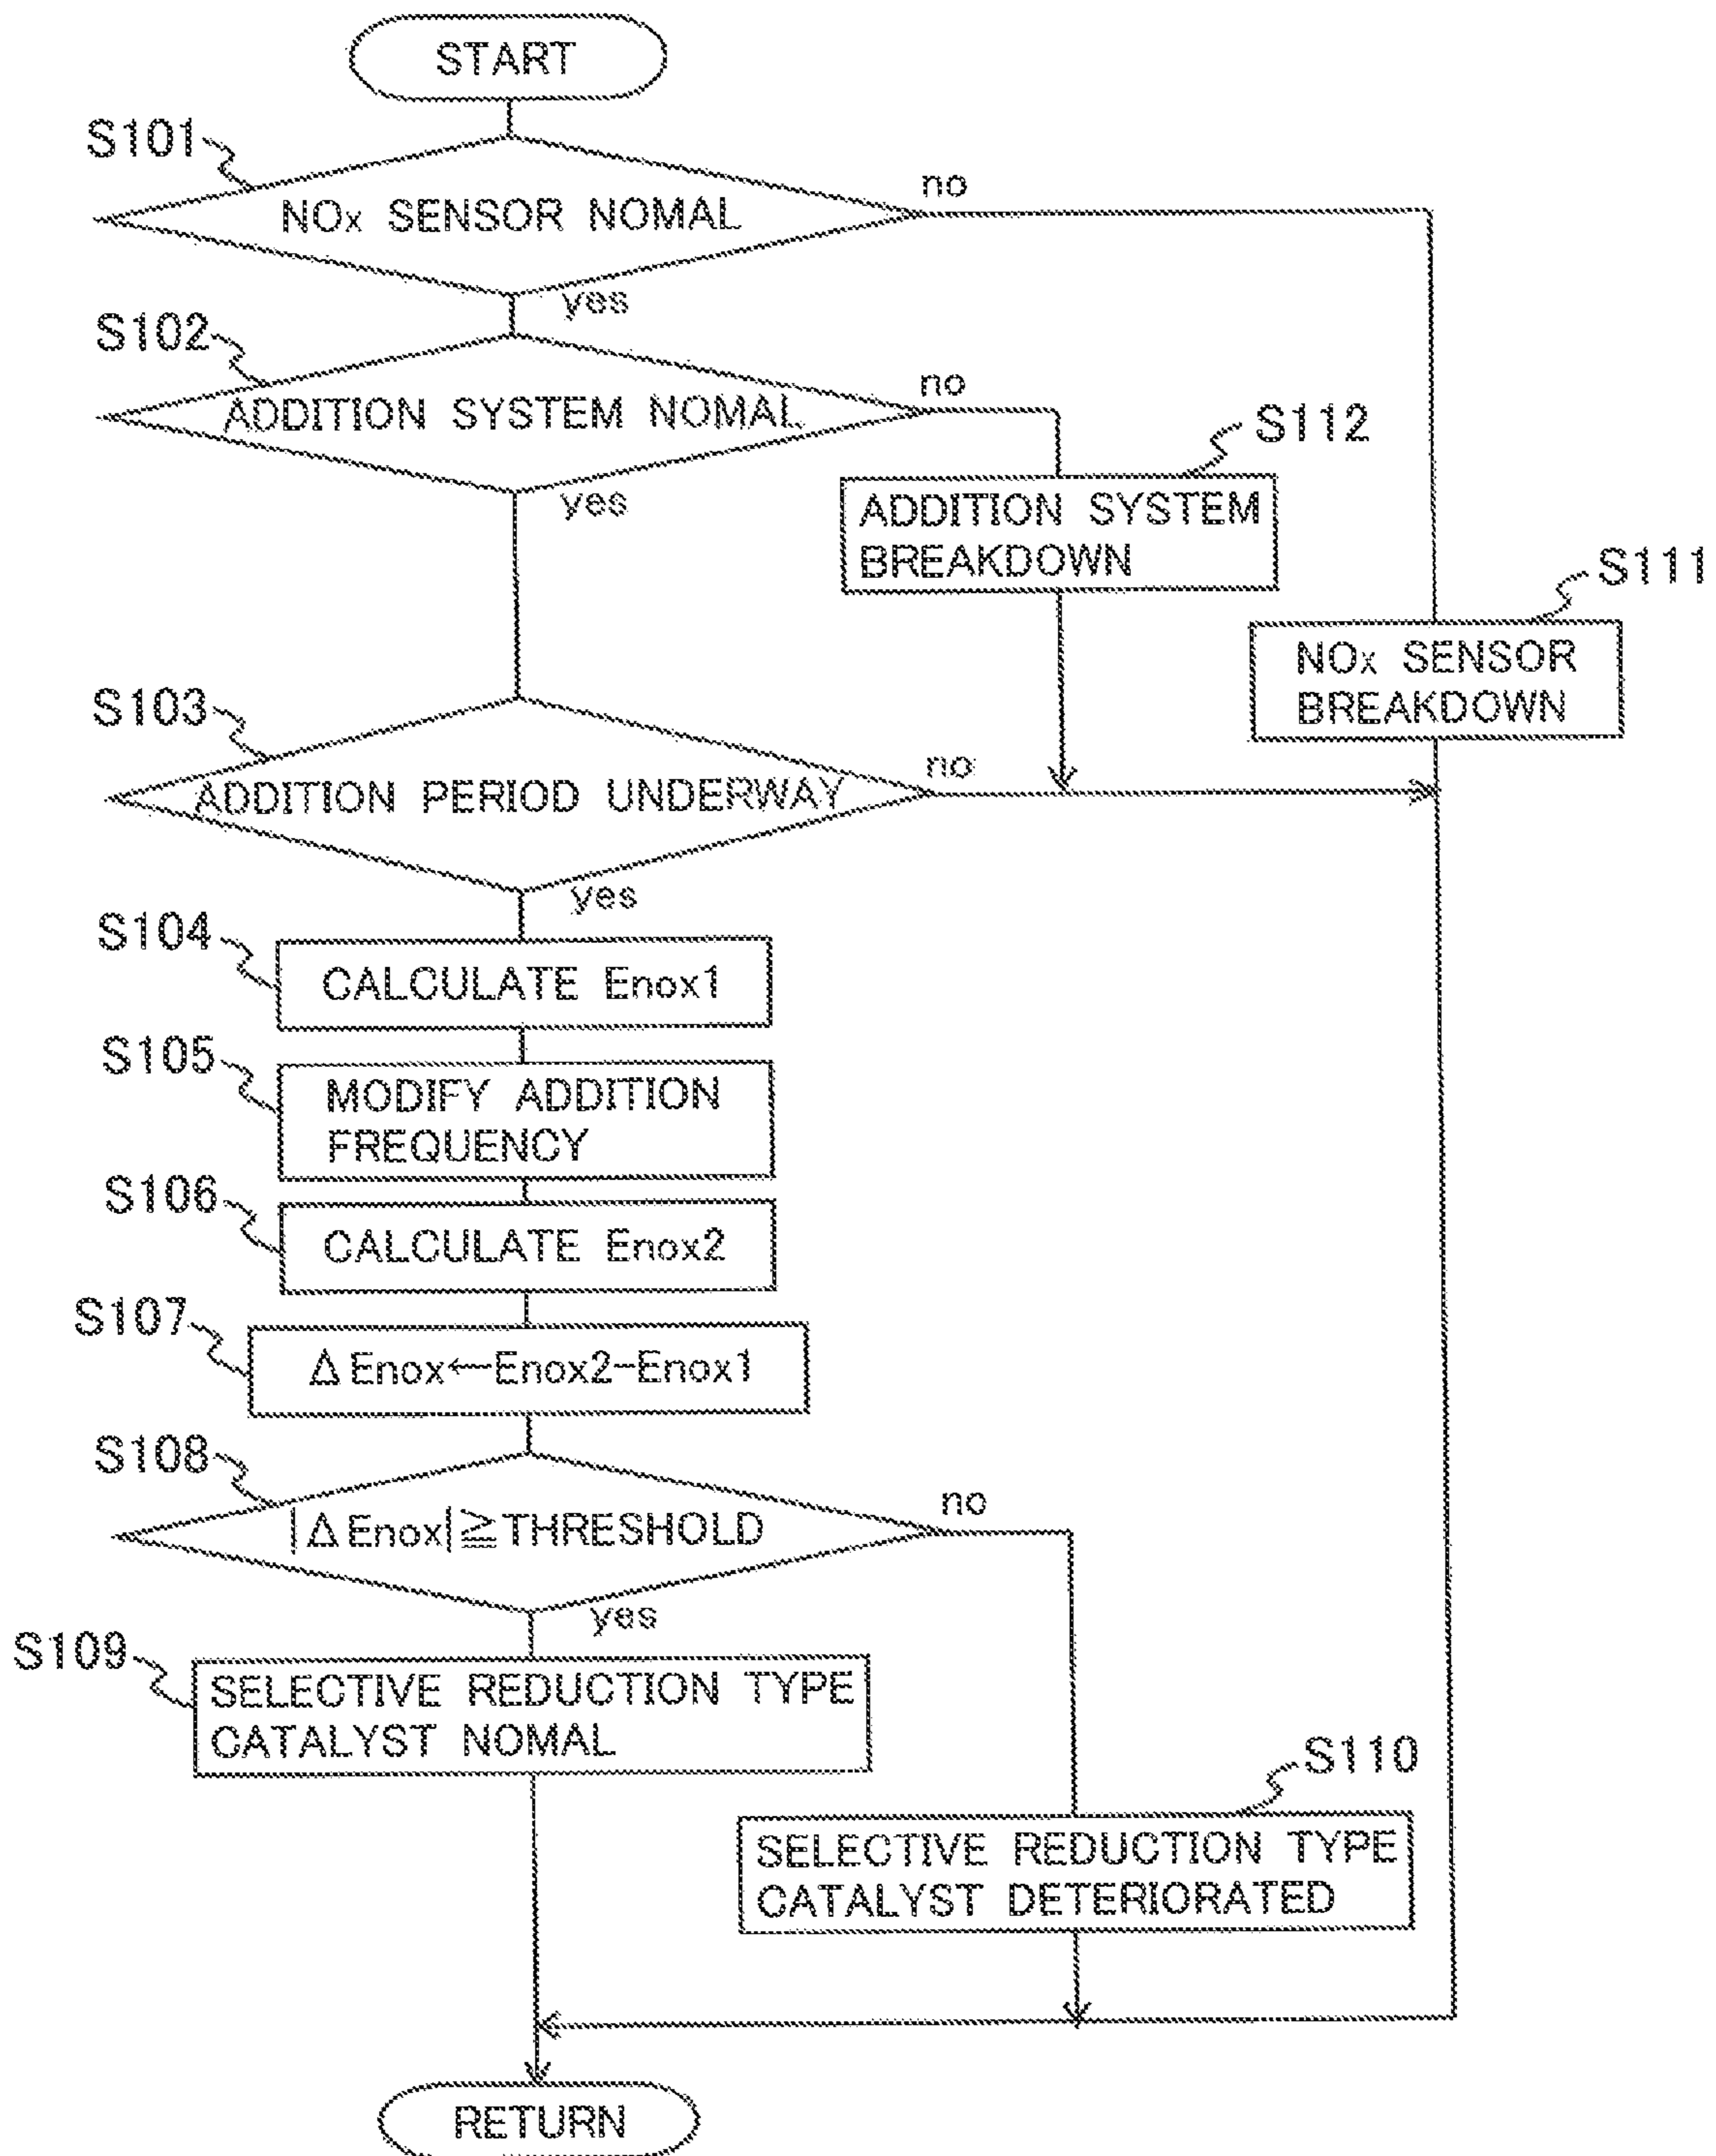 START
S101
NOx SENSOR NOMAL
no
yes
S102
ADDITION SYSTEM NOMAL
no
yes
S112
ADDITION SYSTEM
BREAKDOWN
S111
NOx SENSOR
BREAKDOWN
S103
ADDITION PERIOD UNDERWAY
no
yes
S104
CALCULATE Enox1
S105
MODIFY ADDITION
FREQUENCY
S106
CALCULATE Enox2
S107
Δ Enox←Enox2-Enox1
S108
|Δ Enox|≧THRESHOLD
no
yes
S109
SELECTIVE REDUCTION TYPE
CATALYST NOMAL
S110
SELECTIVE REDUCTION TYPE
CATALYST DETERIORATED
RETURN